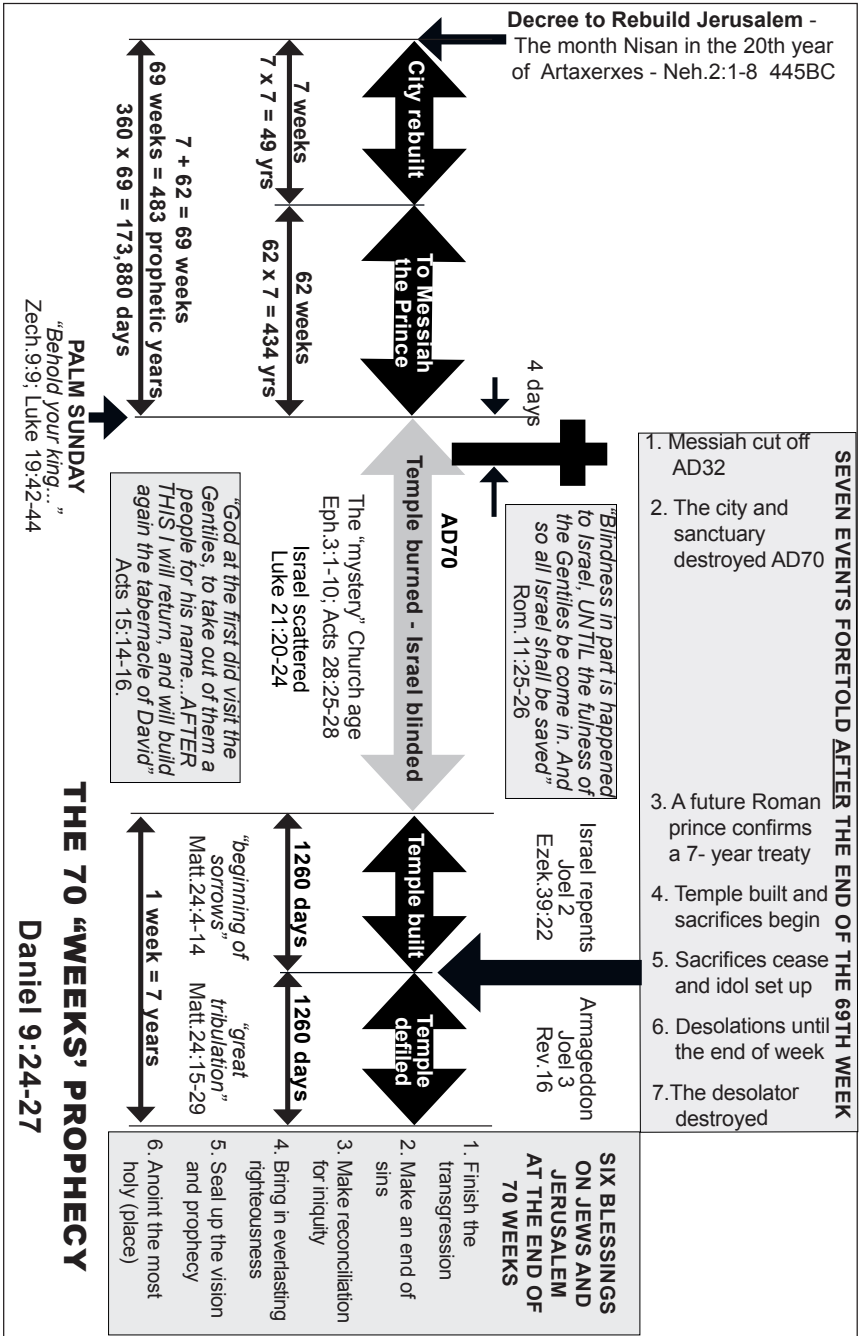 Decree to Rebuild Jerusalem -
The month Nisan in the 20th year
of Artaxerxes - Neh.2:1-8 445BC
City rebuilt
To Messiah
the Prince
7 weeks
7 x 7 = 49 yrs
62 weeks
62 x 7 = 434 yrs
7 + 62 = 69 weeks
69 weeks = 483 prophetic years
360 x 69 = 173,880 days
PALM SUNDAY
“Behold your king... ”
Zech.9:9; Luke 19:42-44
4 days
SEVEN EVENTS FORETOLD AFTER THE END OF THE 69TH WEEK
1. Messiah cut off
AD32
2. The city and
sanctuary
destroyed AD70
3. A future Roman
prince confirms
a 7- year treaty
4. Temple built and
sacrifices begin
5. Sacrifices cease
and idol set up
6. Desolations until
the end of week
7.The desolator
destroyed
“Blindness in part is happened
to Israel, UNTIL the fulness of
the Gentiles be come in. And
so all Israel shall be saved”
Rom.11:25-26
AD70
Temple burned - Israel blinded
The “mystery” Church age
Eph.3:1-10; Acts 28:25-28
Israel scattered
Luke 21:20-24
“God at the first did visit the
Gentiles, to take out of them a
people for his name...AFTER
THIS I will return, and will build
again the tabernacle of David”
Acts 15:14-16.
Israel repents
Joel 2
Ezek.39:22
Armageddon
Joel 3
Rev.16
Temple built
Temple
defiled
1260 days
1260 days
“beginning of
sorrows”
Matt.24:4-14
“great
tribulation”
Matt.24:15-29
1 week = 7 years
SIX BLESSINGS
ON JEWS AND
JERUSALEM
AT THE END OF
70 WEEKS
1. Finish the
transgression
2. Make an end of
sins
3. Make reconciliation
for iniquity
4. Bring in everlasting
righteousness
5. Seal up the vision
and prophecy
6. Anoint the most
holy (place)
THE 70 “WEEKS’ PROPHECY
Daniel 9:24-27